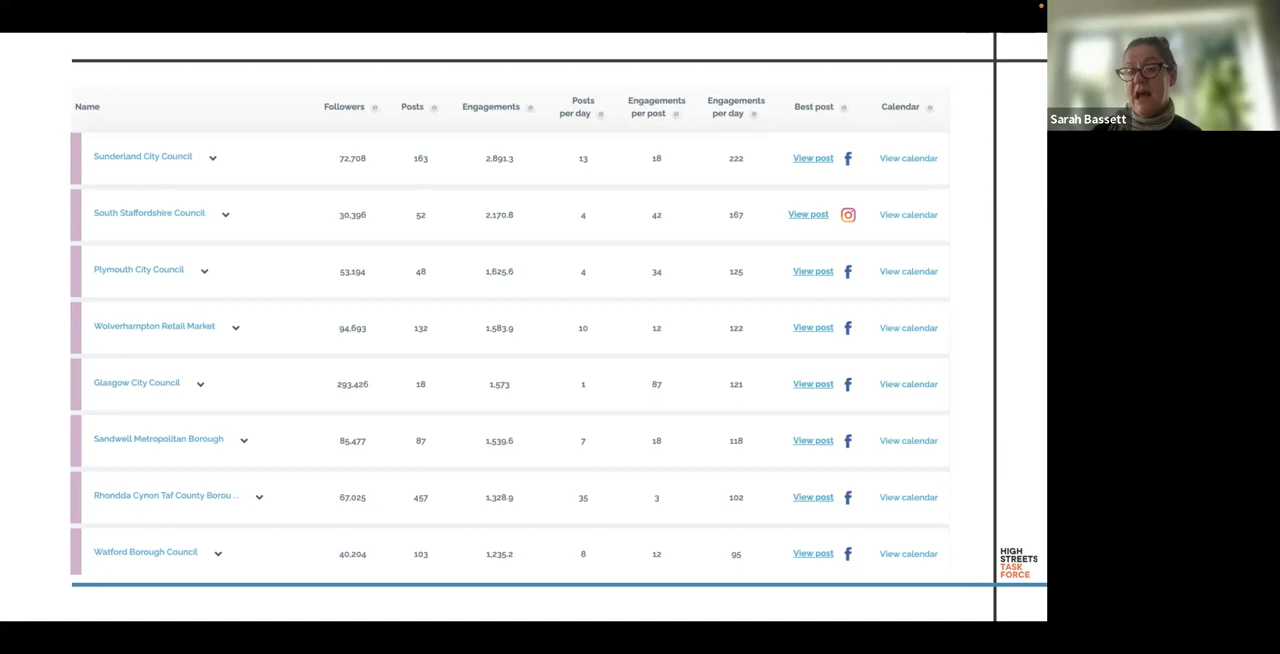 Name Followers Posts Engagements Posts per day Engagements per post Engagements per day Best post Calendar
Sunderland City Council 72,708 163 2,891.3 13 18 222 View post View calendar
South Staffordshire Council 30,396 52 2,170.8 4 42 167 View post View calendar
Plymouth City Council 53,194 48 1,625.6 4 34 125 View post View calendar
Wolverhampton Retail Market 94,693 132 1,583.9 10 12 122 View post View calendar
Glasgow City Council 293,426 18 1,573 1 87 121 View post View calendar
Sandwell Metropolitan Borough 85,477 87 1,539.6 7 18 118 View post View calendar
Rhondda Cynon Taf County Borou ... 67,025 457 1,328.9 35 3 102 View post View calendar
Watford Borough Council 40,204 103 1,235.2 8 12 95 View post View calendar
HIGH
STREETS
TASK
FORCE
Sarah Bassett